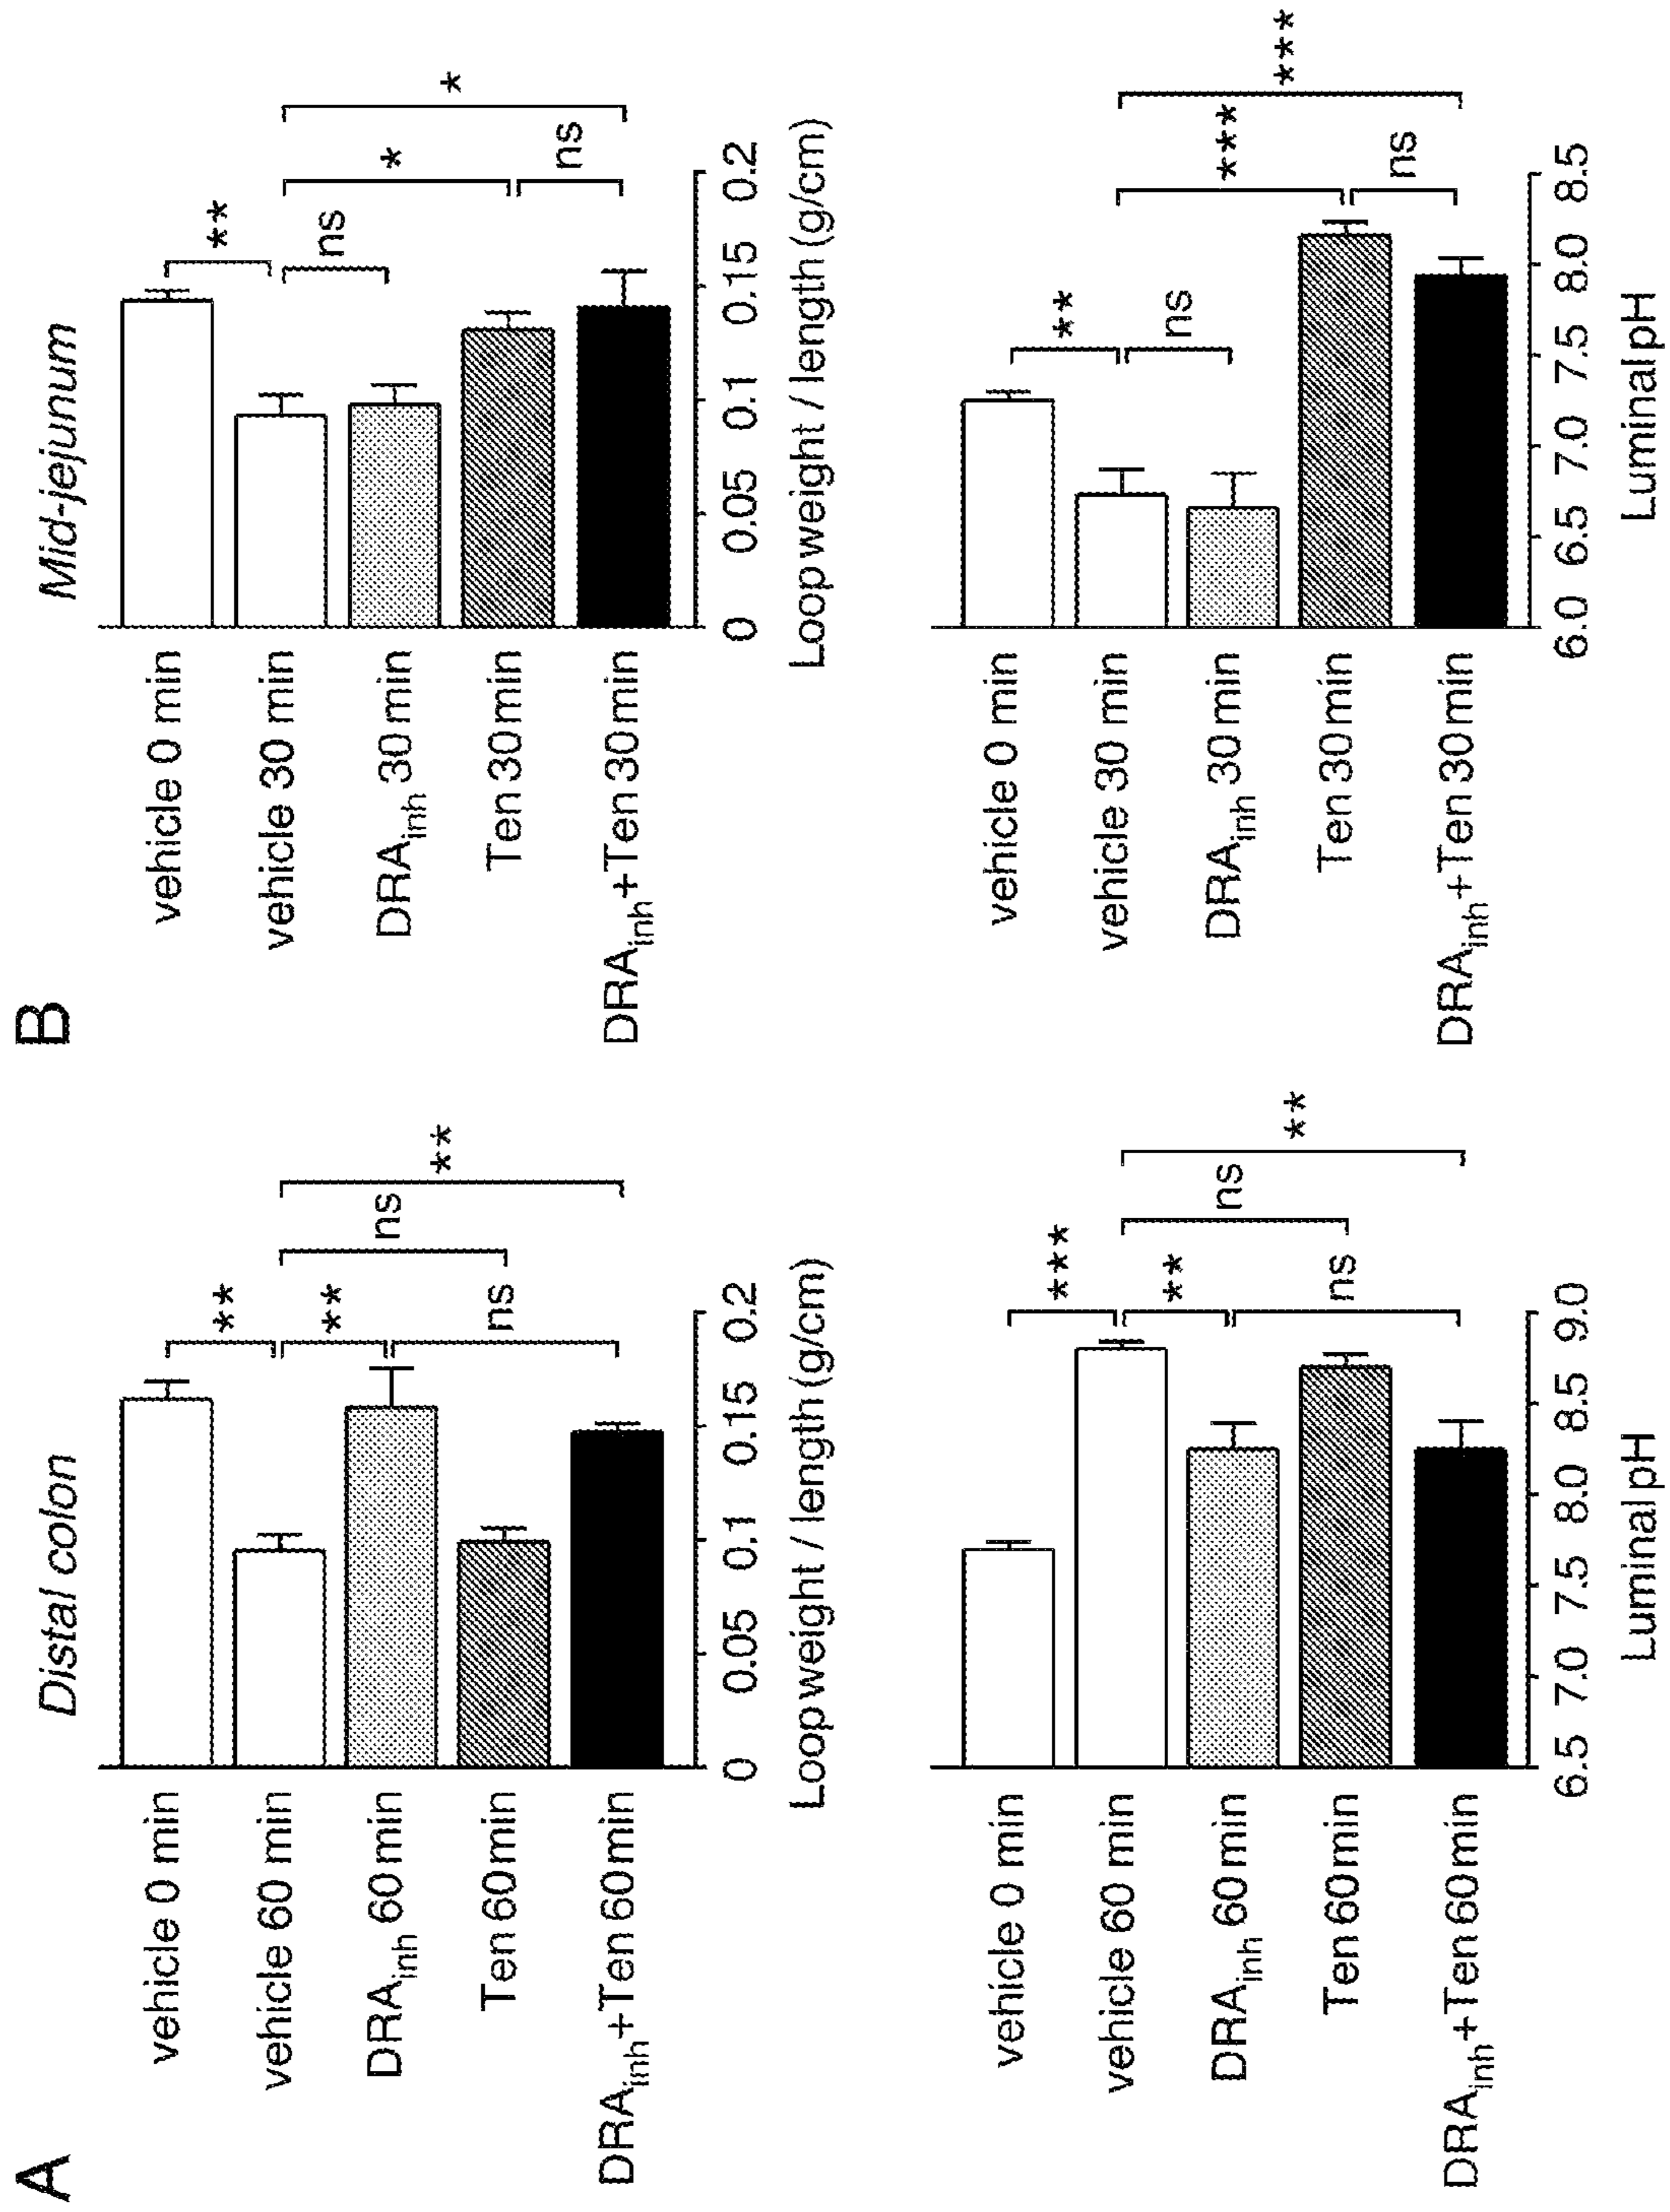 A
Distal colon
vehicle 0 min
vehicle 60 min
DRAinh 60 min
Ten 60 min
DRAinh+Ten 60 min
**
**
ns
ns
**
0 0.05 0.1 0.15 0.2
Loop weight / length (g/cm)
vehicle 0 min
vehicle 60 min
DRAinh 60 min
Ten 60 min
DRAinh+Ten 60 min
***
**
ns
ns
**
6.5 7.0 7.5 8.0 8.5 9.0
Luminal pH
B
Mid-jejunum
vehicle 0 min
vehicle 30 min
DRAinh 30 min
Ten 30 min
DRAinh+Ten 30 min
**
ns
*
ns
*
0 0.05 0.1 0.15 0.2
Loop weight / length (g/cm)
vehicle 0 min
vehicle 30 min
DRAinh 30 min
Ten 30 min
DRAinh+Ten 30 min
**
ns
***
ns
***
6.0 6.5 7.0 7.5 8.0 8.5
Luminal pH